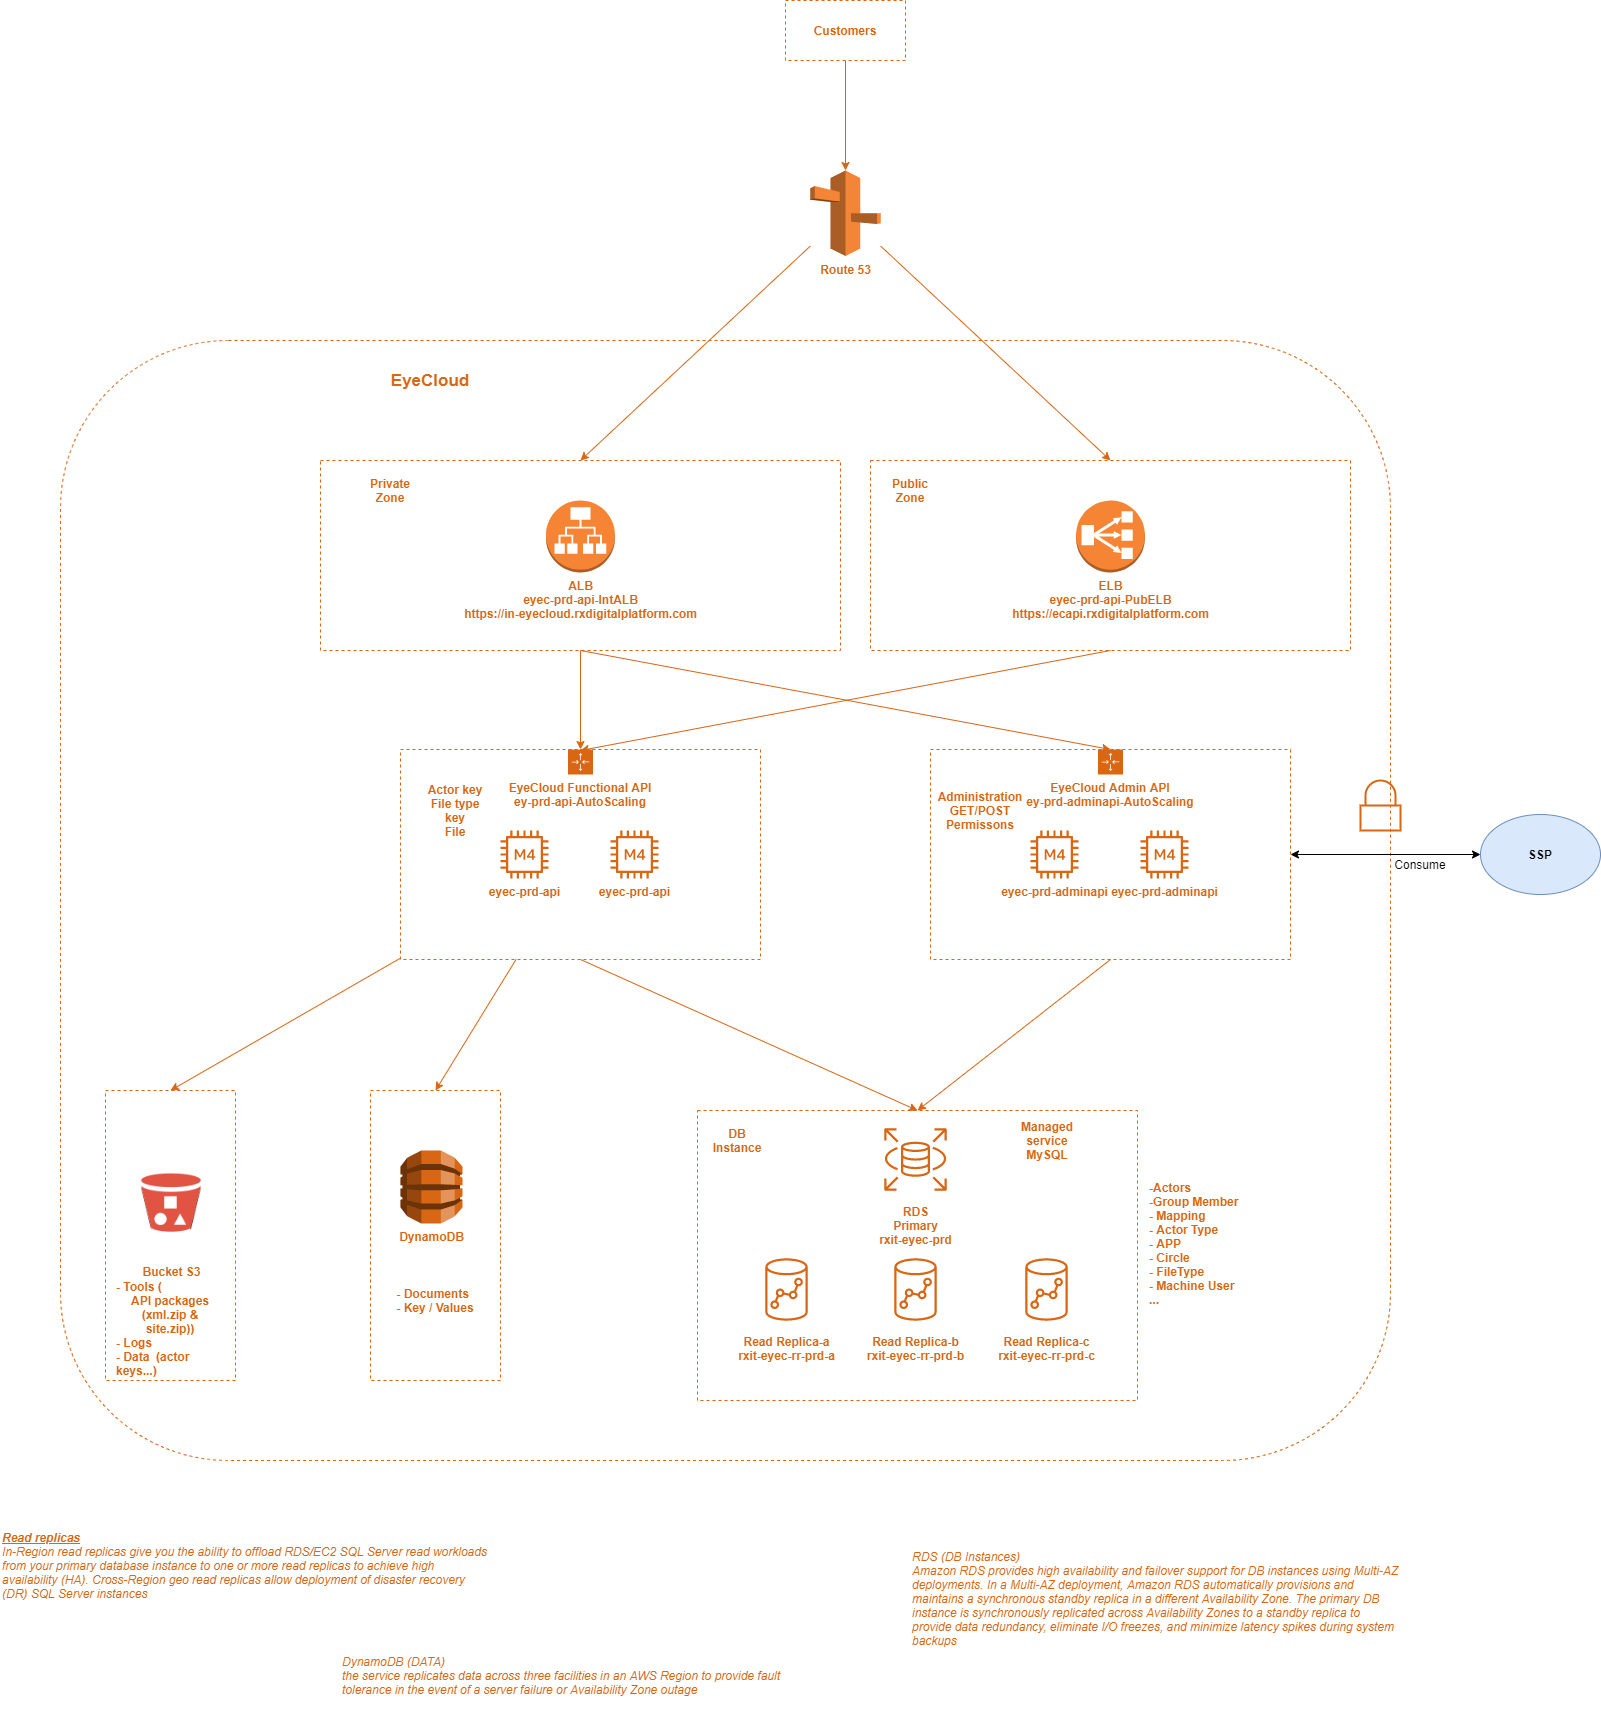 Customers
Route 53
EyeCloud
Private
Zone
ALB
eyec-prd-api-IntALB
https://in-eyecloud.rxdigitalplatform.com
Public
Zone
ELB
eyec-prd-api-PubELB
https://ecapi.rxdigitalplatform.com
Actor key
File type
key
File
EyeCloud Functional API
ey-prd-api-AutoScaling
M4
eyec-prd-api
M4
eyec-prd-api
Administration
GET/POST
Permissons
EyeCloud Admin API
ey-prd-adminapi-AutoScaling
M4
eyec-prd-adminapi
M4
eyec-prd-adminapi
Consume
SSP
Bucket S3
- Tools (
API packages
(xml.zip &
site.zip))
- Logs
- Data (actor
keys...)
DynamoDB
- Documents
- Key / Values
DB
Instance
Managed
service
MySQL
RDS
Primary
rxit-eyec-prd
Read Replica-a
rxit-eyec-rr-prd-a
Read Replica-b
rxit-eyec-rr-prd-b
Read Replica-c
rxit-eyec-rr-prd-c
-Actors
-Group Member
- Mapping
- Actor Type
- APP
- Circle
- FileType
- Machine User
...
Read replicas
In-Region read replicas give you the ability to offload RDS/EC2 SQL Server read workloads
from your primary database instance to one or more read replicas to achieve high
availability (HA). Cross-Region geo read replicas allow deployment of disaster recovery
(DR) SQL Server instances
RDS (DB Instances)
Amazon RDS provides high availability and failover support for DB instances using Multi-AZ
deployments. In a Multi-AZ deployment, Amazon RDS automatically provisions and
maintains a synchronous standby replica in a different Availability Zone. The primary DB
instance is synchronously replicated across Availability Zones to a standby replica to
provide data redundancy, eliminate I/O freezes, and minimize latency spikes during system
backups
DynamoDB (DATA)
the service replicates data across three facilities in an AWS Region to provide fault
tolerance in the event of a server failure or Availability Zone outage